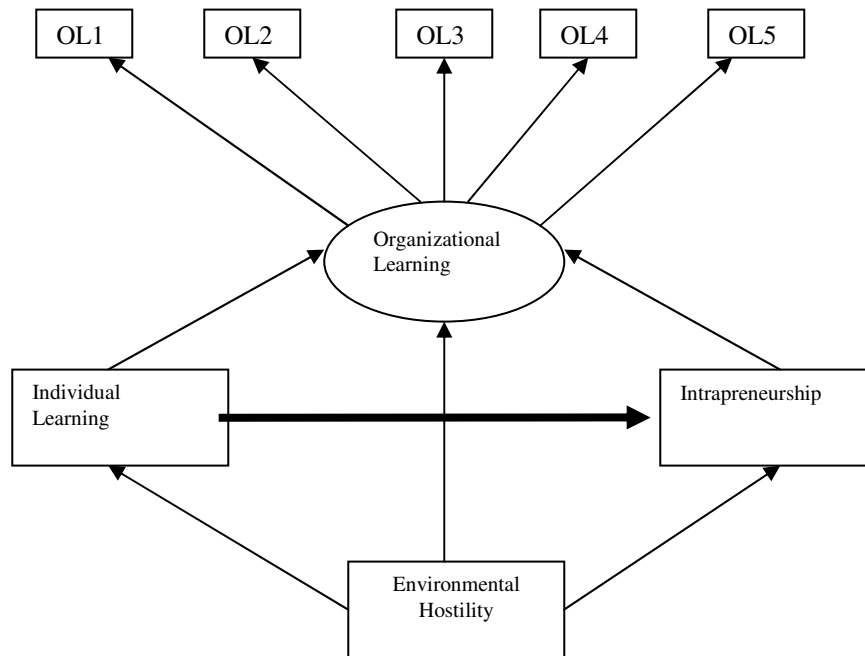 OL1
OL2
OL3
OL4
OL5
Organizational
Learning
Individual
Learning
Intrapreneurship
Environmental
Hostility